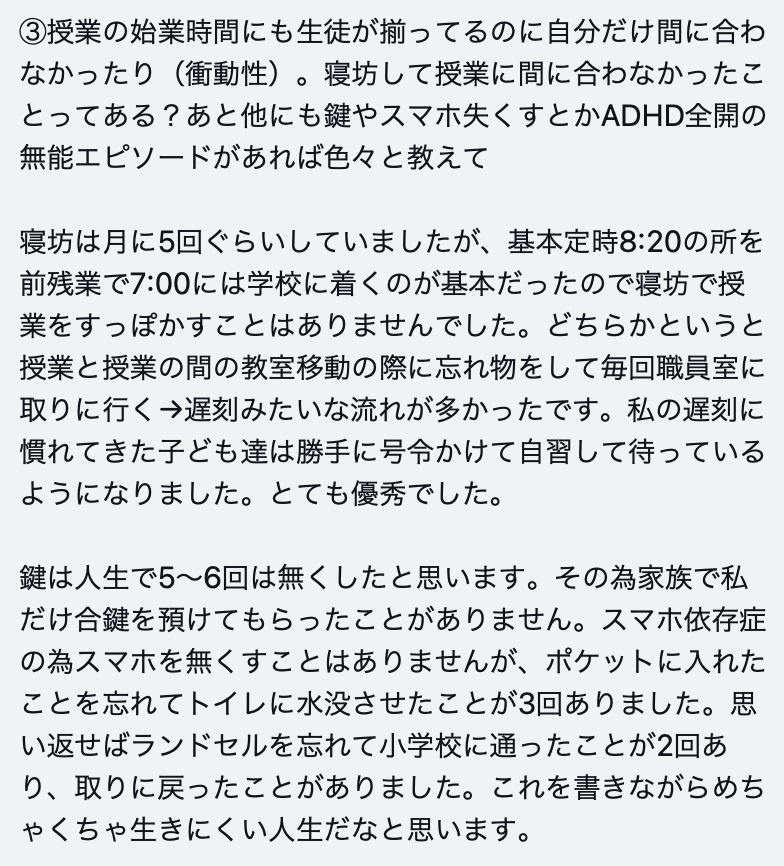 ③授業の始業時間にも生徒が揃ってるのに自分だけ間に合わ
なかったり（衝動性）。寝坊して授業に間に合わなかったこ
とってある？あと他にも鍵やスマホ失くすとかADHD全開の
無能エピソードがあれば色々と教えて
寝坊は月に5回ぐらいしていましたが、基本定時8:20の所を
前残業で7:00には学校に着くのが基本だったので寝坊で授
業をすっぽかすことはありませんでした。どちらかというと
授業と授業の間の教室移動の際に忘れ物をして毎回職員室に
取りに行く→遅刻みたいな流れが多かったです。私の遅刻に
慣れてきた子ども達は勝手に号令かけて自習して待っている
ようになりました。とても優秀でした。
鍵は人生で5〜6回は無くしたと思います。その為家族で私
だけ合鍵を預けてもらったことがありません。スマホ依存症
の為スマホを無くすことはありませんが、ポケットに入れた
ことを忘れてトイレに水没させたことが3回ありました。思
い返せばランドセルを忘れて小学校に通ったことが2回あ
り、取りに戻ったことがありました。これを書きながらめち
ゃくちゃ生きにくい人生だなと思います。